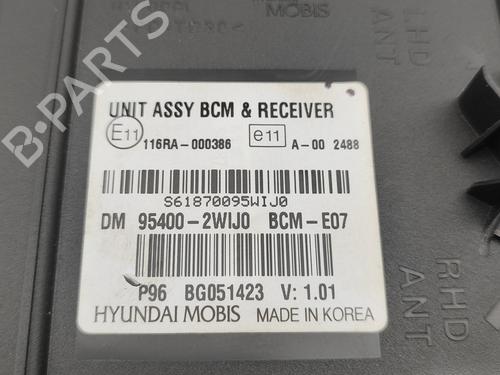 MOBIS
LHD
ANT
UNIT ASSY BCM & RECEIVER
E11 116RA-000386 e11 A-00 2488
S61870095WIJ0
DM 95400-2WIJ0 BCM-E07
P96 BG051423 V: 1.01
HYUNDAI MOBIS MADE IN KOREA
RHD
ANT